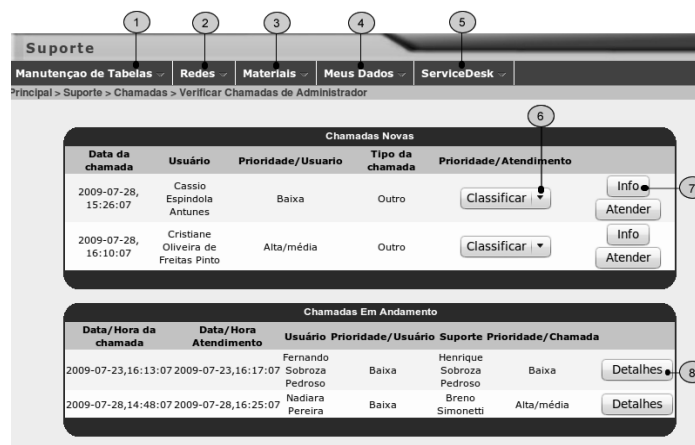 1 2 3 4 5
Suporte
Manutençao de Tabelas Redes Materiais Meus Dados ServiceDesk
Principal > Suporte > Chamadas > Verificar Chamadas de Administrador
6
Chamadas Novas
Data da chamada Usuário Prioridade/Usuario Tipo da chamada Prioridade/Atendimento
2009-07-28, 15:26:07 Cassio Espindola Antunes Baixa Outro Classificar Info Atender
7
2009-07-28, 16:10:07 Cristiane Oliveira de Freitas Pinto Alta/média Outro Classificar Info Atender
Chamadas Em Andamento
Data/Hora da chamada Data/Hora Atendimento Usuário Prioridade/Usuário Suporte Prioridade/Chamada
2009-07-23,16:13:07 2009-07-23,16:17:07 Fernando Sobroza Pedroso Baixa Henrique Sobroza Pedroso Baixa Detalhes
8
2009-07-28,14:48:07 2009-07-28,16:25:07 Nadiara Pereira Baixa Breno Simonetti Alta/média Detalhes